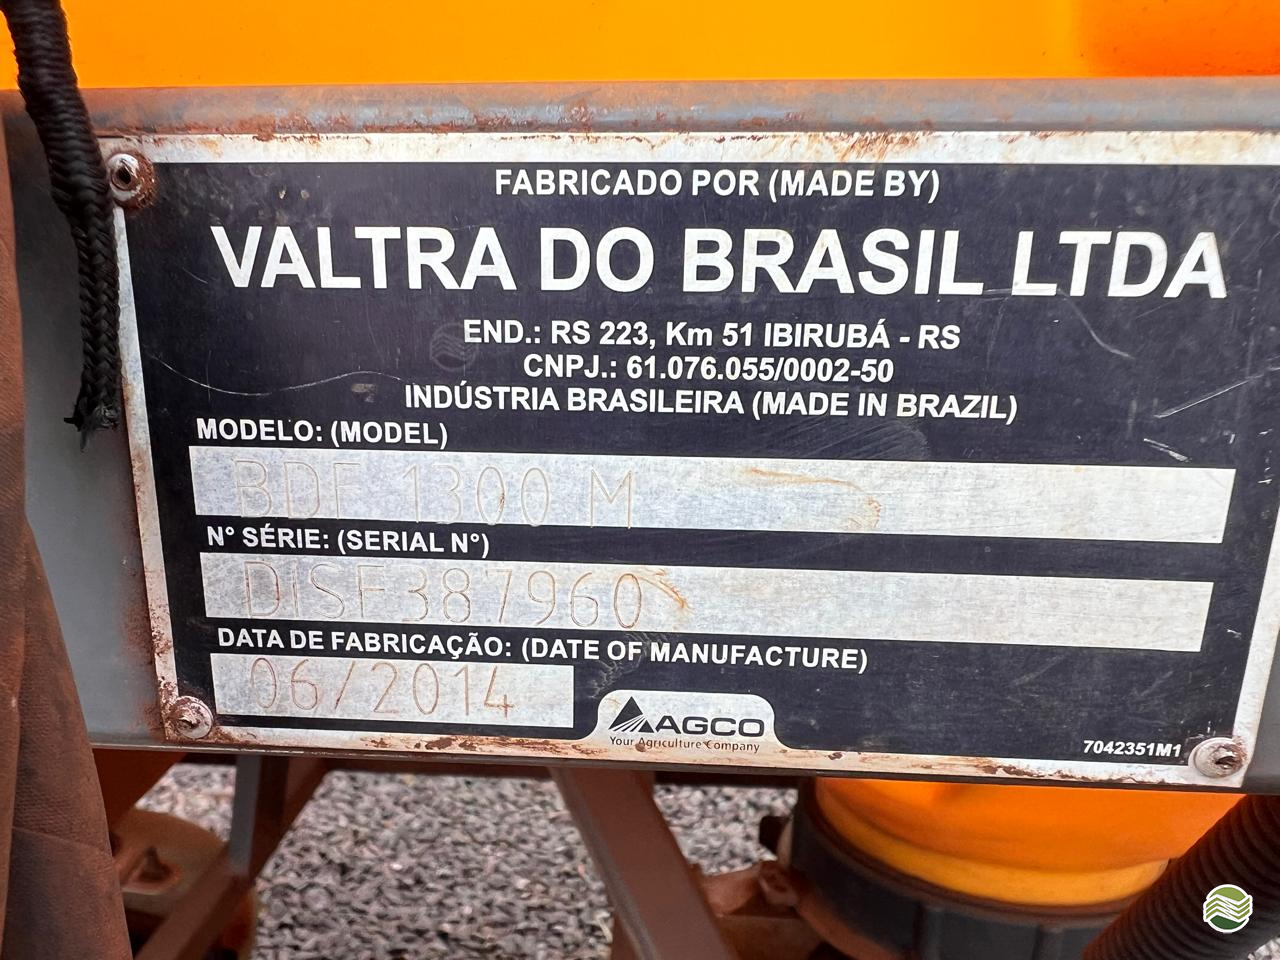 FABRICADO POR (MADE BY)
VALTRA DO BRASIL LTDA
END.: RS 223, Km 51 IBIRUBÁ - RS
CNPJ.: 61.076.055/0002-50
INDÚSTRIA BRASILEIRA (MADE IN BRAZIL)
MODELO: (MODEL)
BDF 1300 M
N° SÉRIE: (SERIAL N°)
DISF387960
DATA DE FABRICAÇÃO: (DATE OF MANUFACTURE)
06/2014
AGCO
Your Agriculture Company
7042351M1